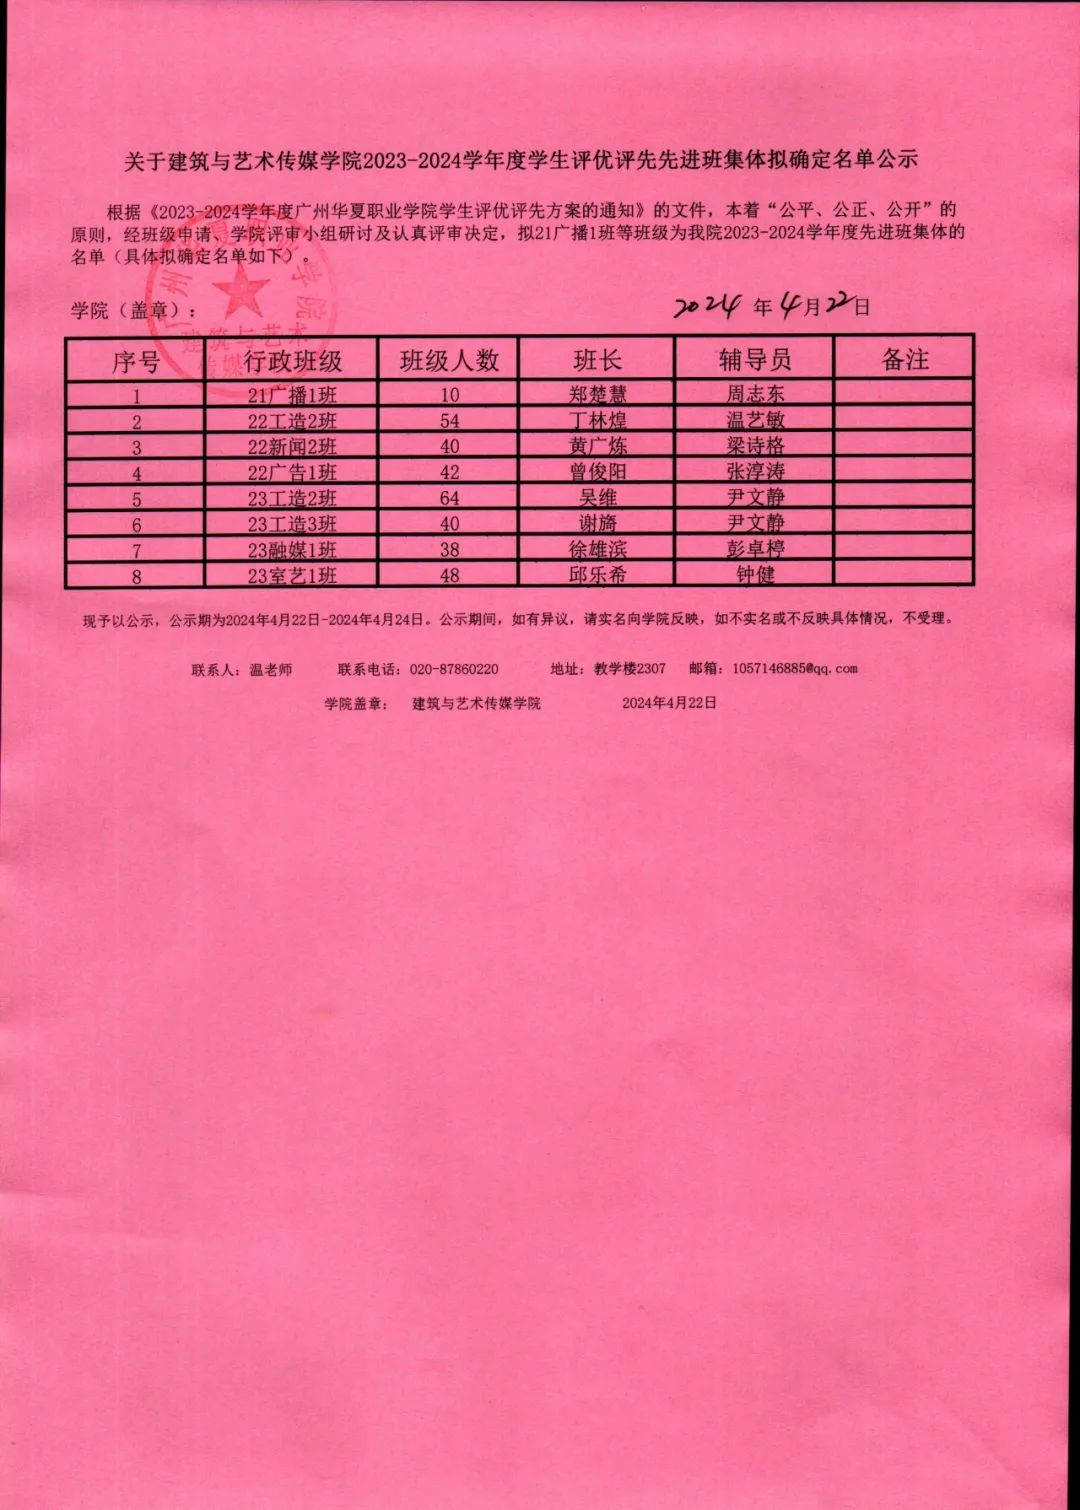 关于建筑与艺术传媒学院2023-2024学年度学生评优评先先进班集体拟确定名单公示
根据《2023-2024学年度广州华夏职业学院学生评优评先方案的通知》的文件，本着“公平、公正、公开”的
原则，经班级申请、学院评审小组研讨及认真评审决定，拟21广播1班等班级为我院2023-2024学年度先进班集体的
名单（具体拟确定名单如下）。
学院（盖章）： 2024 年 4 月 22 日
建筑与艺术
传媒
序号 行政班级 班级人数 班长 辅导员 备注
1 21广播1班 10 郑楚慧 周志东
2 22工造2班 54 丁林煌 温艺敏
3 22新闻2班 40 黄广炼 梁诗格
4 22广告1班 42 曾俊阳 张淳涛
5 23工造2班 64 吴维 尹文静
6 23工造3班 40 谢旖 尹文静
7 23融媒1班 38 徐雄滨 彭卓楟
8 23室艺1班 48 邱乐希 钟健
现予以公示，公示期为2024年4月22日-2024年4月24日。公示期间，如有异议，请实名向学院反映，如不实名或不反映具体情况，不受理。
联系人：温老师 联系电话：020-87860220 地址：教学楼2307 邮箱：1057146885@qq.com
学院盖章： 建筑与艺术传媒学院 2024年4月22日